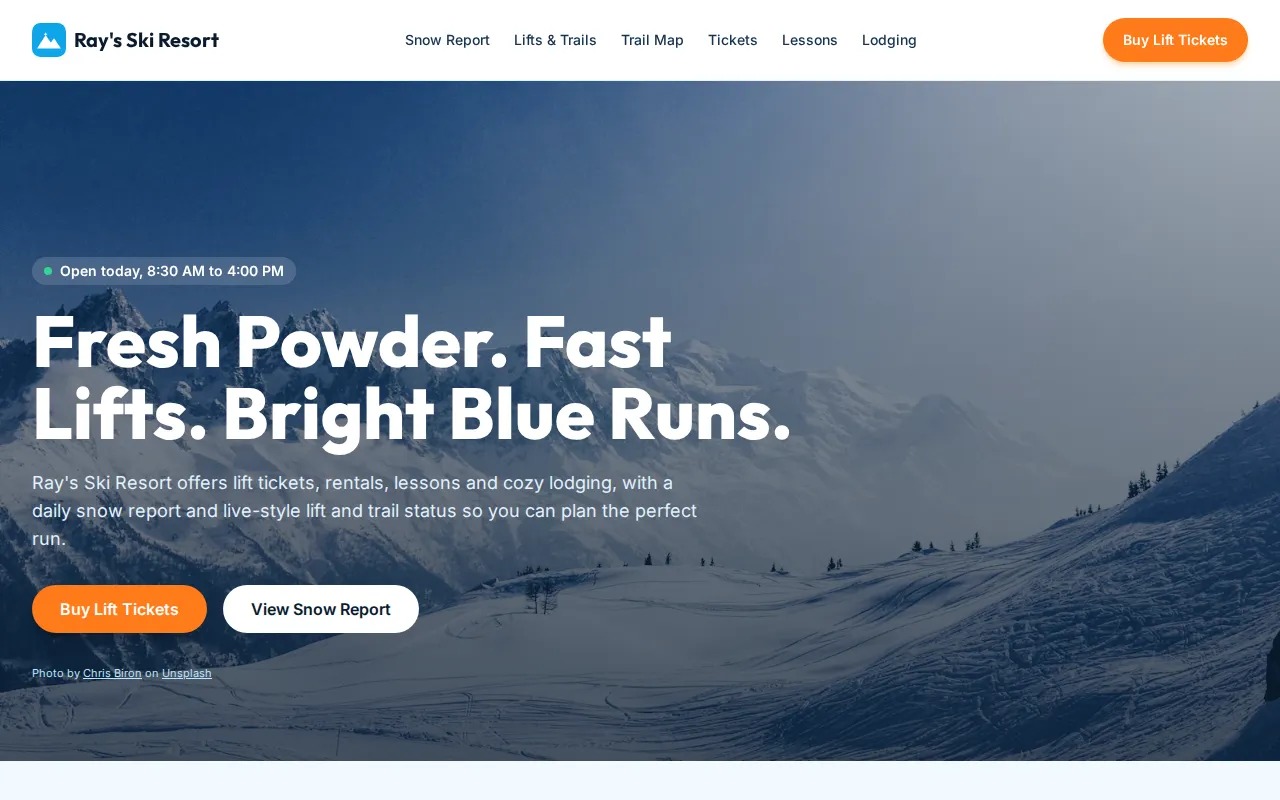 Ray's Ski Resort
Snow Report
Lifts & Trails
Trail Map
Tickets
Lessons
Lodging
Buy Lift Tickets
Open today, 8:30 AM to 4:00 PM
Fresh Powder. Fast
Lifts. Bright Blue Runs.
Ray's Ski Resort offers lift tickets, rentals, lessons and cozy lodging, with a
daily snow report and live-style lift and trail status so you can plan the perfect
run.
Buy Lift Tickets
View Snow Report
Photo by Chris Biron on Unsplash